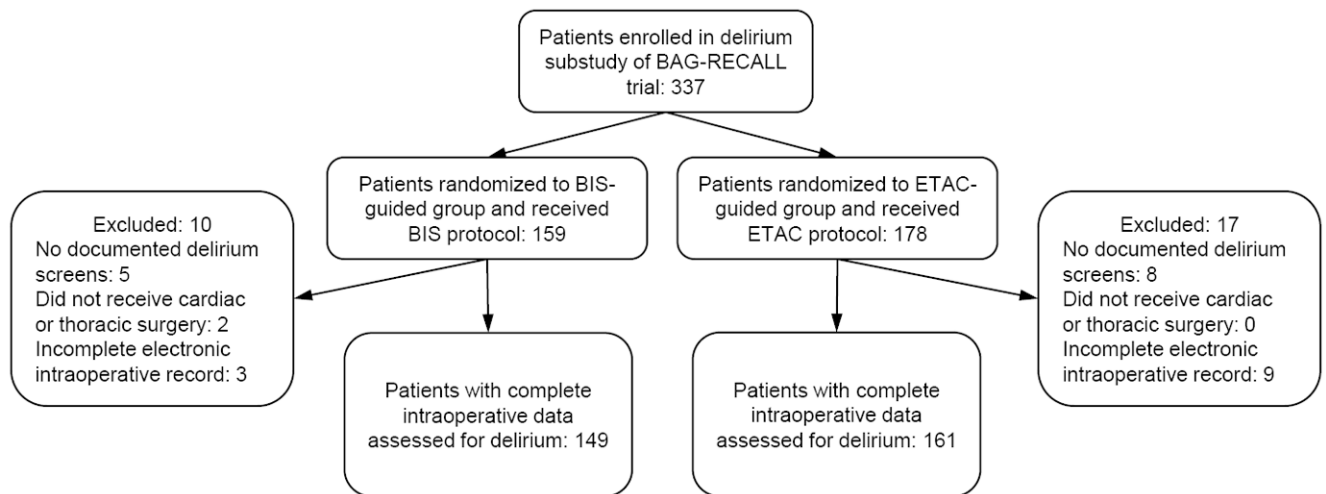 Patients enrolled in delirium
substudy of BAG-RECALL
trial: 337
Patients randomized to BIS-
guided group and received
BIS protocol: 159
Patients randomized to ETAC-
guided group and received
ETAC protocol: 178
Excluded: 10
No documented delirium
screens: 5
Did not receive cardiac
or thoracic surgery: 2
Incomplete electronic
intraoperative record: 3
Excluded: 17
No documented delirium
screens: 8
Did not receive cardiac
or thoracic surgery: 0
Incomplete electronic
intraoperative record: 9
Patients with complete
intraoperative data
assessed for delirium: 149
Patients with complete
intraoperative data
assessed for delirium: 161